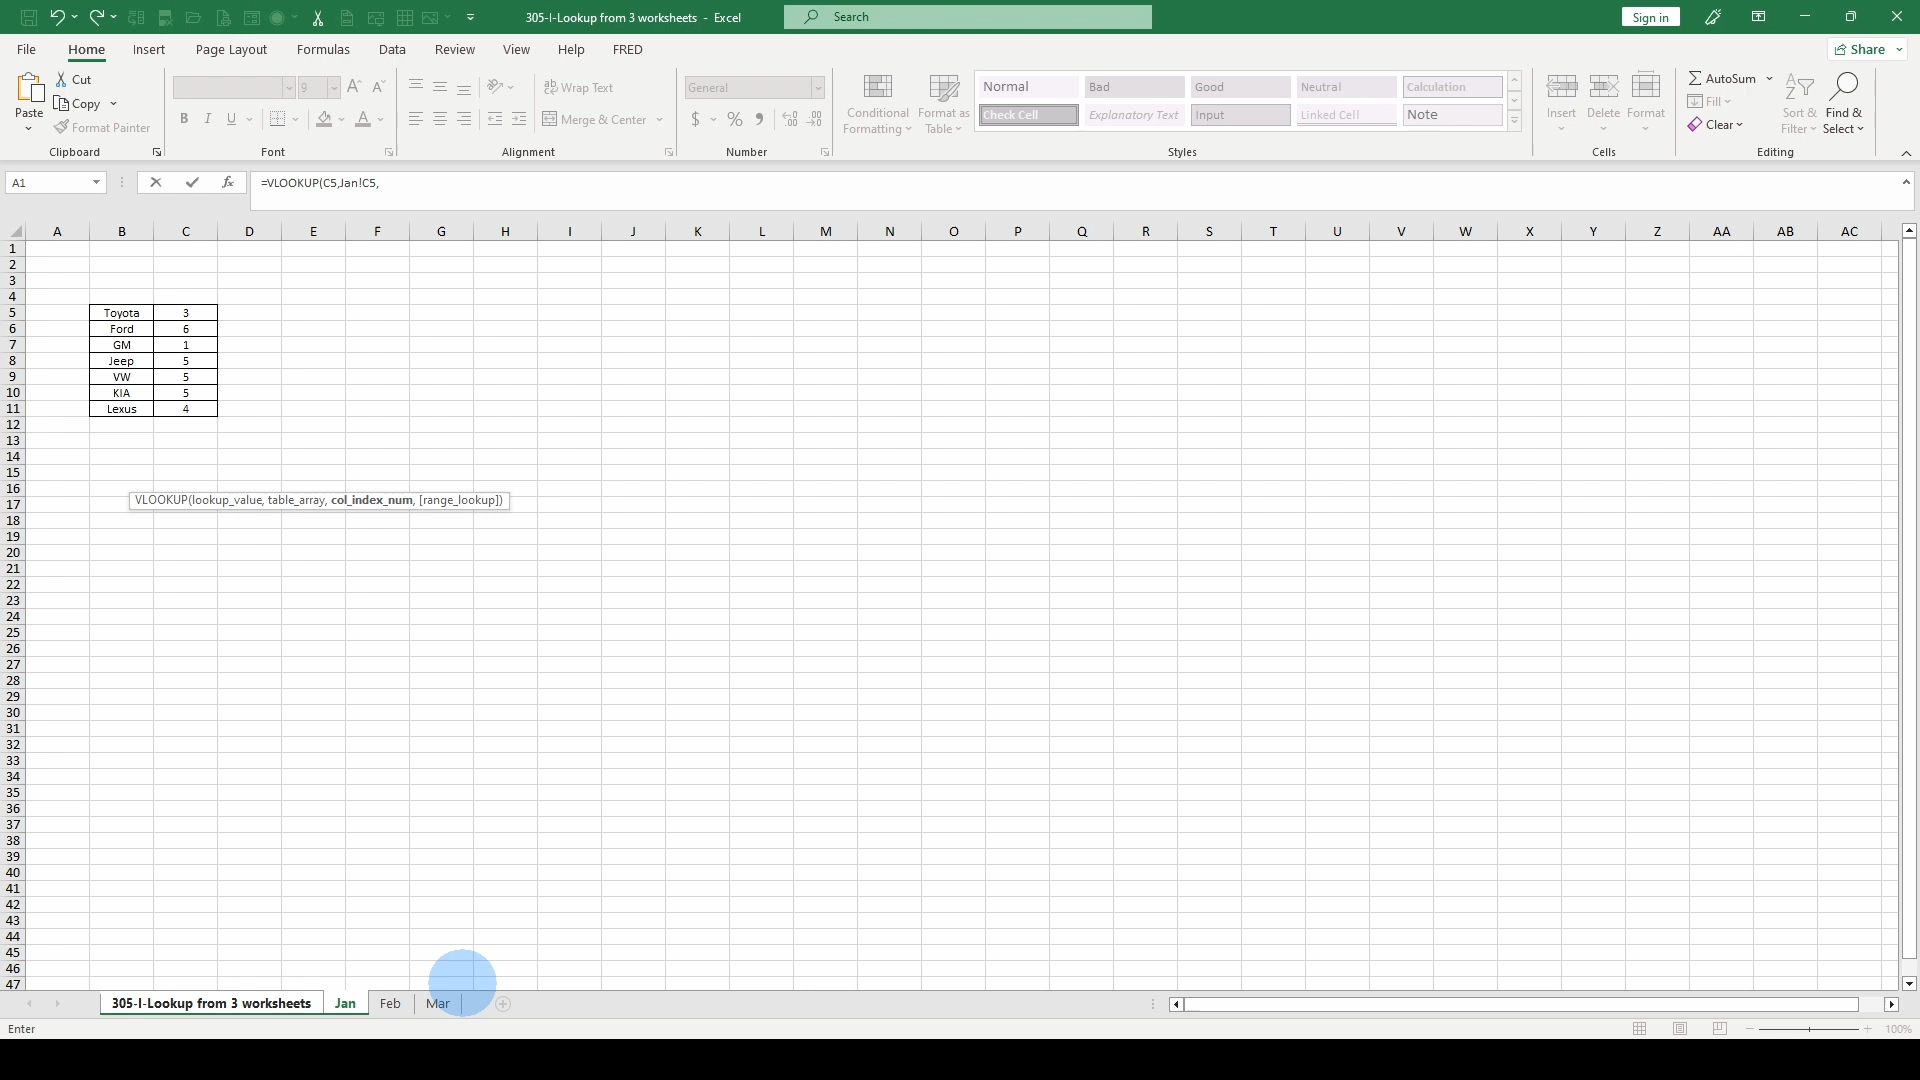 305-I-Lookup from 3 worksheets - Excel
Search
Sign in
File Home Insert Page Layout Formulas Data Review View Help FRED
Share
Paste
Cut
Copy
Format Painter
Clipboard
9
B I U
Font
Wrap Text
Merge & Center
Alignment
General
$ %
Number
Conditional Formatting
Format as Table
Normal Bad Good Neutral Calculation
Check Cell Explanatory Text Input Linked Cell Note
Styles
Insert Delete Format
Cells
AutoSum
Fill
Clear
Sort & Filter
Find & Select
Editing
A1
fx
=VLOOKUP(C5,Jan!C5,
A B C D E F G H I J K L M N O P Q R S T U V W X Y Z AA AB AC
1
2
3
4
5 Toyota 3
6 Ford 6
7 GM 1
8 Jeep 5
9 VW 5
10 KIA 5
11 Lexus 4
12
13
14
15
16
17 VLOOKUP(lookup_value, table_array, col_index_num, [range_lookup])
18
19
20
21
22
23
24
25
26
27
28
29
30
31
32
33
34
35
36
37
38
39
40
41
42
43
44
45
46
47
305-I-Lookup from 3 worksheets Jan Feb Mar
Enter
100%